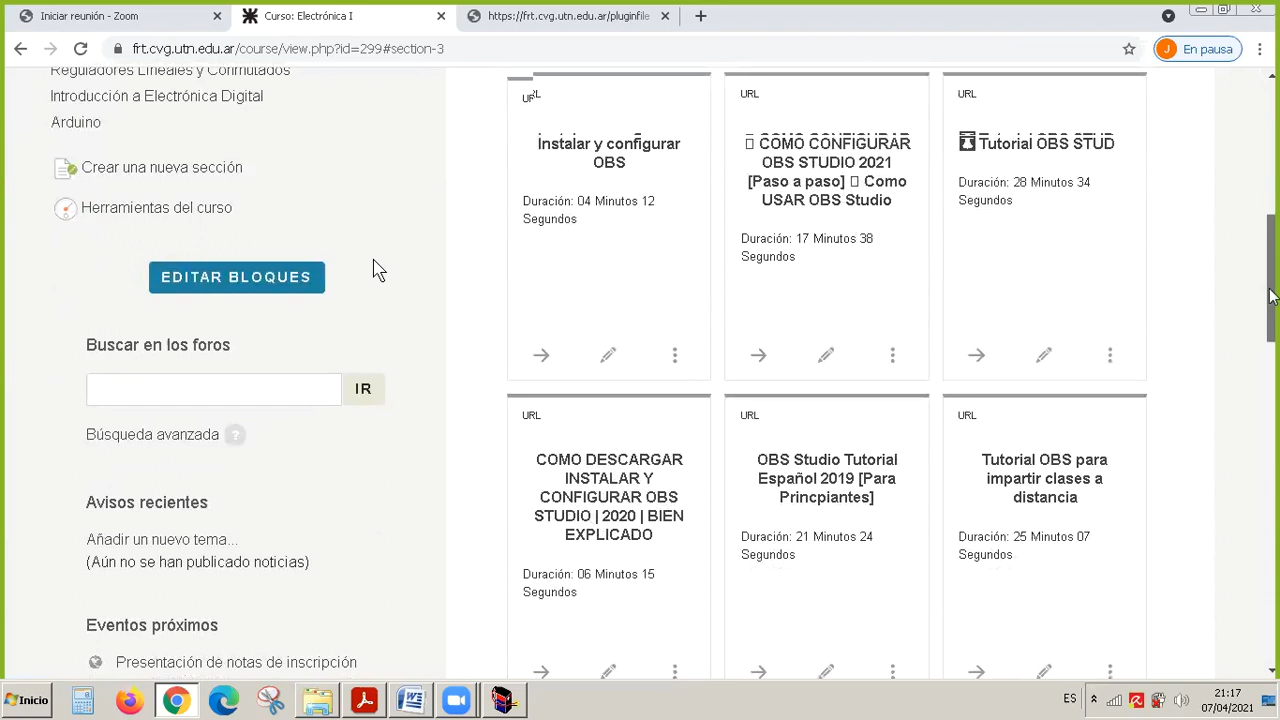 Iniciar reunión - Zoom
Curso: Electrónica I
https://frt.cvg.utn.edu.ar/pluginfile
frt.cvg.utn.edu.ar/course/view.php?id=299#section-3
J
En pausa
Reguladores Lineales y Conmutados
Introducción a Electrónica Digital
Arduino
Crear una nueva sección
Herramientas del curso
EDITAR BLOQUES
Buscar en los foros
IR
Búsqueda avanzada
?
Avisos recientes
Añadir un nuevo tema...
(Aún no se han publicado noticias)
Eventos próximos
Presentación de notas de inscripción
URL
Instalar y configurar
OBS
Duración: 04 Minutos 12
Segundos
URL
COMO CONFIGURAR
OBS STUDIO 2021
[Paso a paso] Como
USAR OBS Studio
Duración: 17 Minutos 38
Segundos
URL
Tutorial OBS STUD
Duración: 28 Minutos 34
Segundos
URL
COMO DESCARGAR
INSTALAR Y
CONFIGURAR OBS
STUDIO | 2020 | BIEN
EXPLICADO
Duración: 06 Minutos 15
Segundos
URL
OBS Studio Tutorial
Español 2019 [Para
Princpiantes]
Duración: 21 Minutos 24
Segundos
URL
Tutorial OBS para
impartir clases a
distancia
Duración: 25 Minutos 07
Segundos
Inicio
ES
21:17
07/04/2021